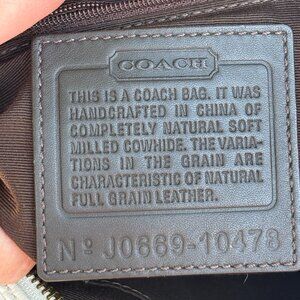 COACH
THIS IS A COACH BAG. IT WAS
HANDCRAFTED IN CHINA OF
COMPLETELY NATURAL SOFT
MILLED COWHIDE. THE VARIA-
TIONS IN THE GRAIN ARE
CHARACTERISTIC OF NATURAL
FULL GRAIN LEATHER.
Nº J0669-10478